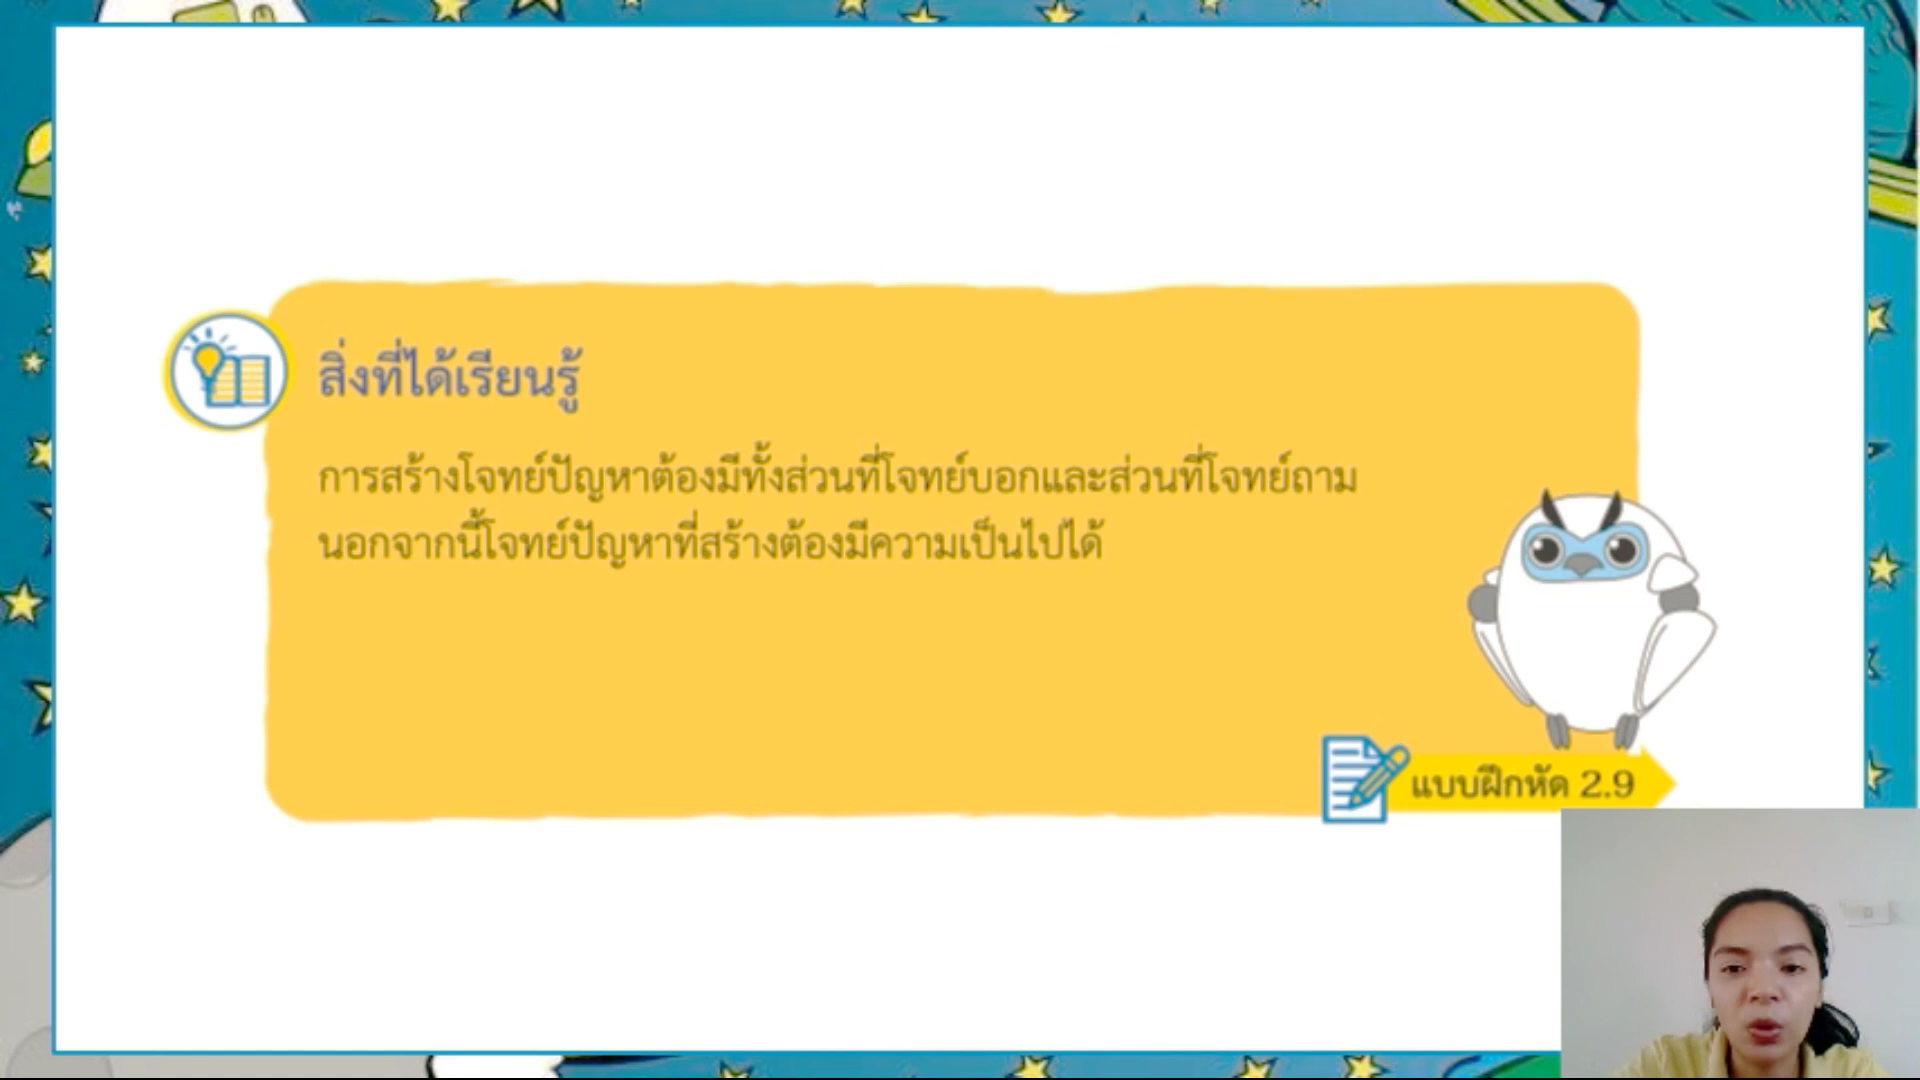 สิ่งที่ได้เรียนรู้
การสร้างโจทย์ปัญหาต้องมีทั้งส่วนที่โจทย์บอกและส่วนที่โจทย์ถาม
นอกจากนี้โจทย์ปัญหาที่สร้างต้องมีความเป็นไปได้
แบบฝึกหัด 2.9